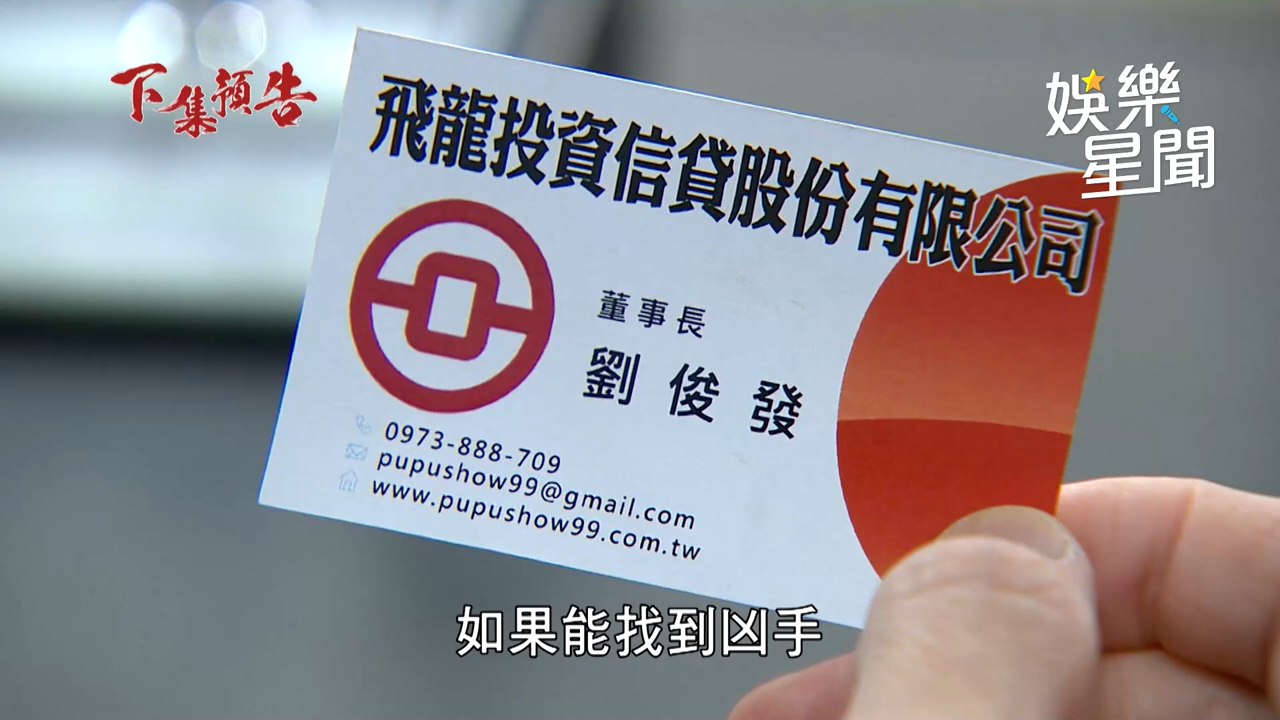 下集預告
娛樂
星聞
飛龍投資信貸股份有限公司
董事長
劉俊發
0973-888-709
pupushow99@gmail.com
www.pupushow99.com.tw
如果能找到凶手